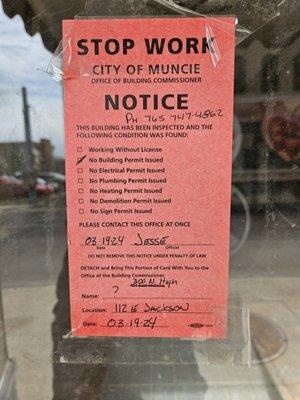 STOP WORK
CITY OF MUNCIE
OFFICE OF BUILDING COMMISSIONER
NOTICE
PH 765 747-4862
THIS BUILDING HAS BEEN INSPECTED AND THE
FOLLOWING CONDITION WAS FOUND:
Working Without License
No Building Permit Issued
No Electrical Permit Issued
No Plumbing Permit Issued
No Heating Permit Issued
No Demolition Permit Issued
No Sign Permit Issued
PLEASE CONTACT THIS OFFICE AT ONCE
03-19-24 JESSE
Date Official
DO NOT REMOVE THIS NOTICE UNDER PENALTY OF LAW
DETACH and Bring This Portion of Card With You to the
Office of the Building Commissioner
300 N. High
Name: ?
Location: 112 E JACKSON
Date: 03-19-24